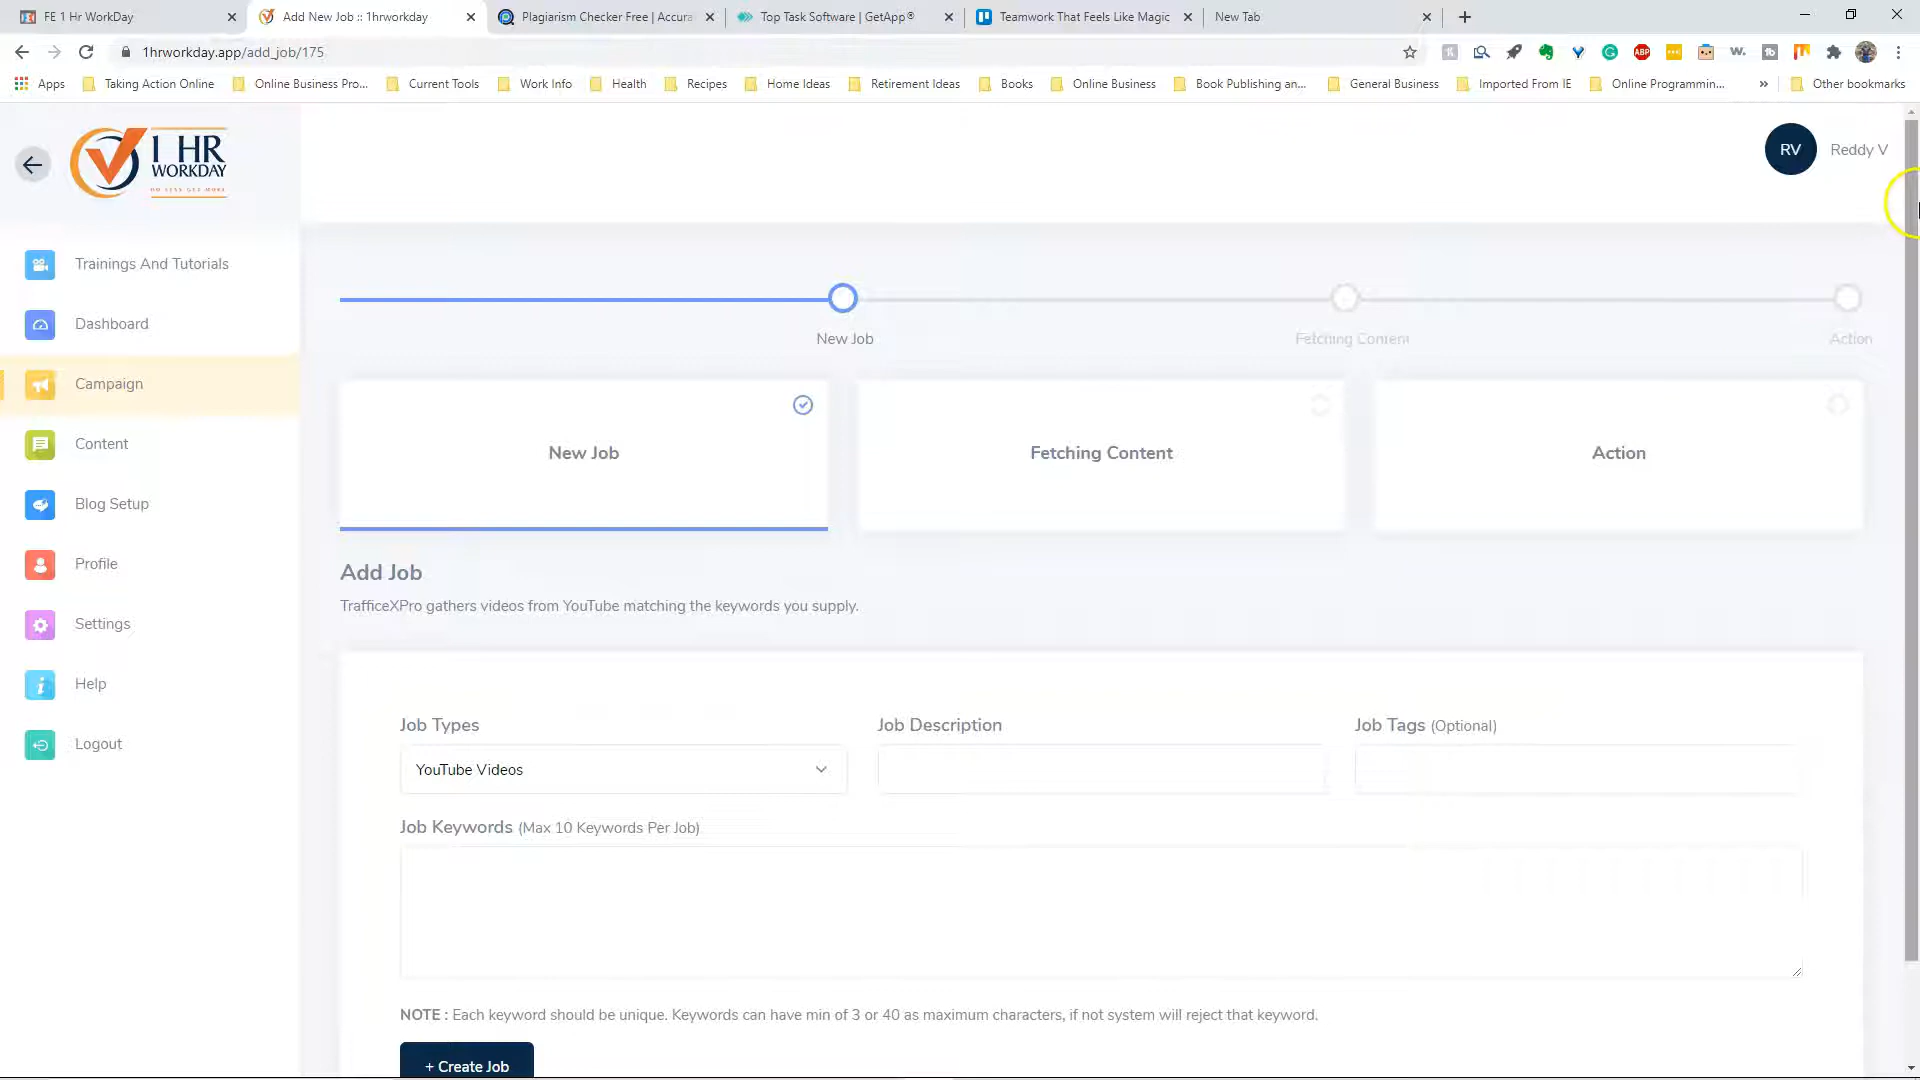 FE 1 Hr WorkDay
Add New Job :: 1hrworkday
Plagiarism Checker Free | Accura
Top Task Software | GetApp®
Teamwork That Feels Like Magic
New Tab
1hrworkday.app/add_job/175
Apps
Taking Action Online
Online Business Pro...
Current Tools
Work Info
Health
Recipes
Home Ideas
Retirement Ideas
Books
Online Business
Book Publishing an...
General Business
Imported From IE
Online Programmin...
Other bookmarks
1 HR
WORKDAY
DO LESS GET MORE
RV
Reddy V
Trainings And Tutorials
Dashboard
Campaign
Content
Blog Setup
Profile
Settings
Help
Logout
New Job
Fetching Content
Action
New Job
Fetching Content
Action
Add Job
TrafficeXPro gathers videos from YouTube matching the keywords you supply.
Job Types
Job Description
Job Tags (Optional)
YouTube Videos
Job Keywords (Max 10 Keywords Per Job)
NOTE : Each keyword should be unique. Keywords can have min of 3 or 40 as maximum characters, if not system will reject that keyword.
+ Create Job